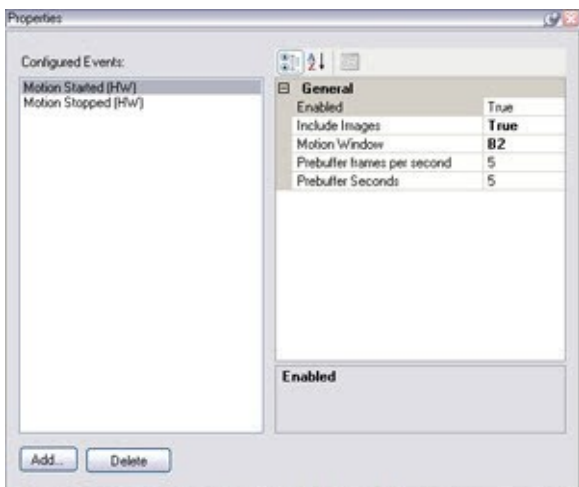 Properties
Configured Events:
Motion Started (HW)
Motion Stopped (HW)
General
Enabled True
Include Images True
Motion Window B2
Prebuffer frames per second 5
Prebuffer Seconds 5
Enabled
Add... Delete